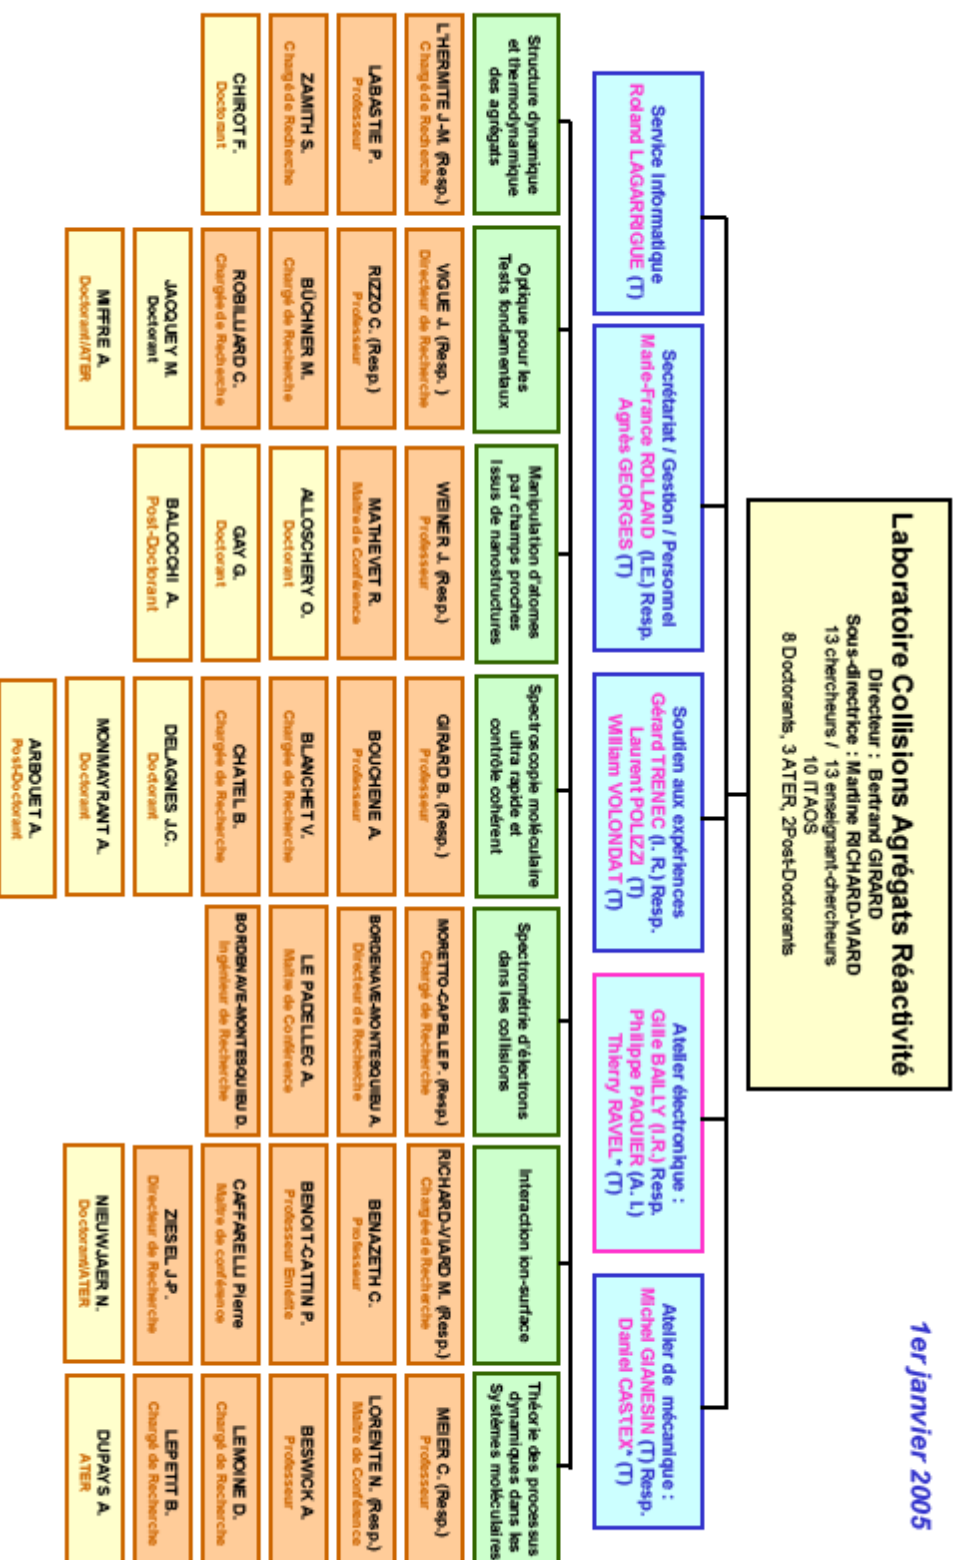 1er janvier 2005
Laboratoire Collisions Agrégats Réactivité
Directeur : Bertrand GIRARD
Sous-directrice : Martine RICHARD-VIARD
13 chercheurs / 13 enseignant-chercheurs
10 ITAOS
8 Doctorants, 3 ATER, 2Post-Doctorants
Service Informatique
Roland LAGARRIGUE (T)
Secrétariat / Gestion / Personnel
Marie-France ROLLAND (I.E.) Resp.
Agnès GEORGES (T)
Soutien aux expériences
Gérard TRENEC (I. R.) Resp.
Laurent POLIZZI (T)
William VOLONDAT (T)
Atelier électronique :
Gille BAILLY (I.R.) Resp.
Philippe PAQUIER (A. I.)
Thierry RAVEL* (T)
Atelier de mécanique :
Michel GIANESIN (T) Resp.
Daniel CASTEX* (T)
Structure dynamique
et thermodynamique
des agrégats
L'HERMITE J-M. (Resp.)
Chargé de Recherche
LABASTIE P.
Professeur
ZAMITH S.
Chargé de Recherche
CHIROT F.
Doctorant
Optique pour les
Tests fondamentaux
VIGUE J. (Resp. )
Directeur de Recherche
RIZZO C. (Resp.)
Professeur
BÜCHNER M.
Chargé de Recherche
ROBILLIARD C.
Chargée de Recherche
JACQUEY M.
Doctorant
MIFFRE A.
Doctorant/ATER
Manipulation d'atomes
par champs proches
Issus de nanostructures
WEINER J. (Resp.)
Professeur
MATHEVET R.
Maître de Conférence
ALLOSCHERY O.
Doctorant
GAY G.
Doctorant
BALOCCHI A.
Post-Doctorant
Spectroscopie moléculaire
ultra rapide et
contrôle cohérent
GIRARD B. (Resp.)
Professeur
BOUCHENE A.
Professeur
BLANCHET V.
Chargée de Recherche
CHATEL B.
Chargée de Recherche
DELAGNES J.C.
Doctorant
MONMAYRANT A.
Doctorant
ARBOUET A.
Post-Doctorant
Spectrométrie d'électrons
dans les collisions
MORETTO-CAPELLE P. (Resp.)
Chargé de Recherche
BORDENAVE-MONTESQUIEU A.
Directeur de Recherche
LE PADELLEC A.
Maître de Conférence
BORDENAVE-MONTESQUIEU D.
Ingénieur de Recherche
Interaction ion-surface
RICHARD-VIARD M. (Resp.)
Chargée de Recherche
BENAZETH C.
Professeur
BENOIT-CATTIN P.
Professeur Emérite
CAFFARELLI Pierre
Maître de conférence
ZIESEL J-P.
Directeur de Recherche
NIEUWJAER N.
Doctorant/ATER
Théorie des processus
dynamiques dans les
Systèmes moléculaires
MEIER C. (Resp.)
Professeur
LORENTE N. (Resp.)
Maître de Conférence
BESWICK A.
Professeur
LEMOINE D.
Chargé de Recherche
LEPETIT B.
Chargé de Recherche
DUPAYS A.
ATER